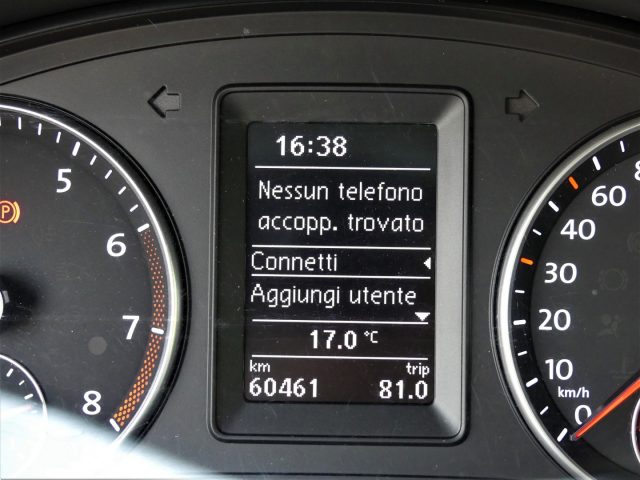 16:38
Nessun telefono
accopp. trovato
Connetti
Aggiungi utente
17.0 °C
km trip
60461 81.0
5
6
7
8
P
60
40
30
20
10
km/h
0